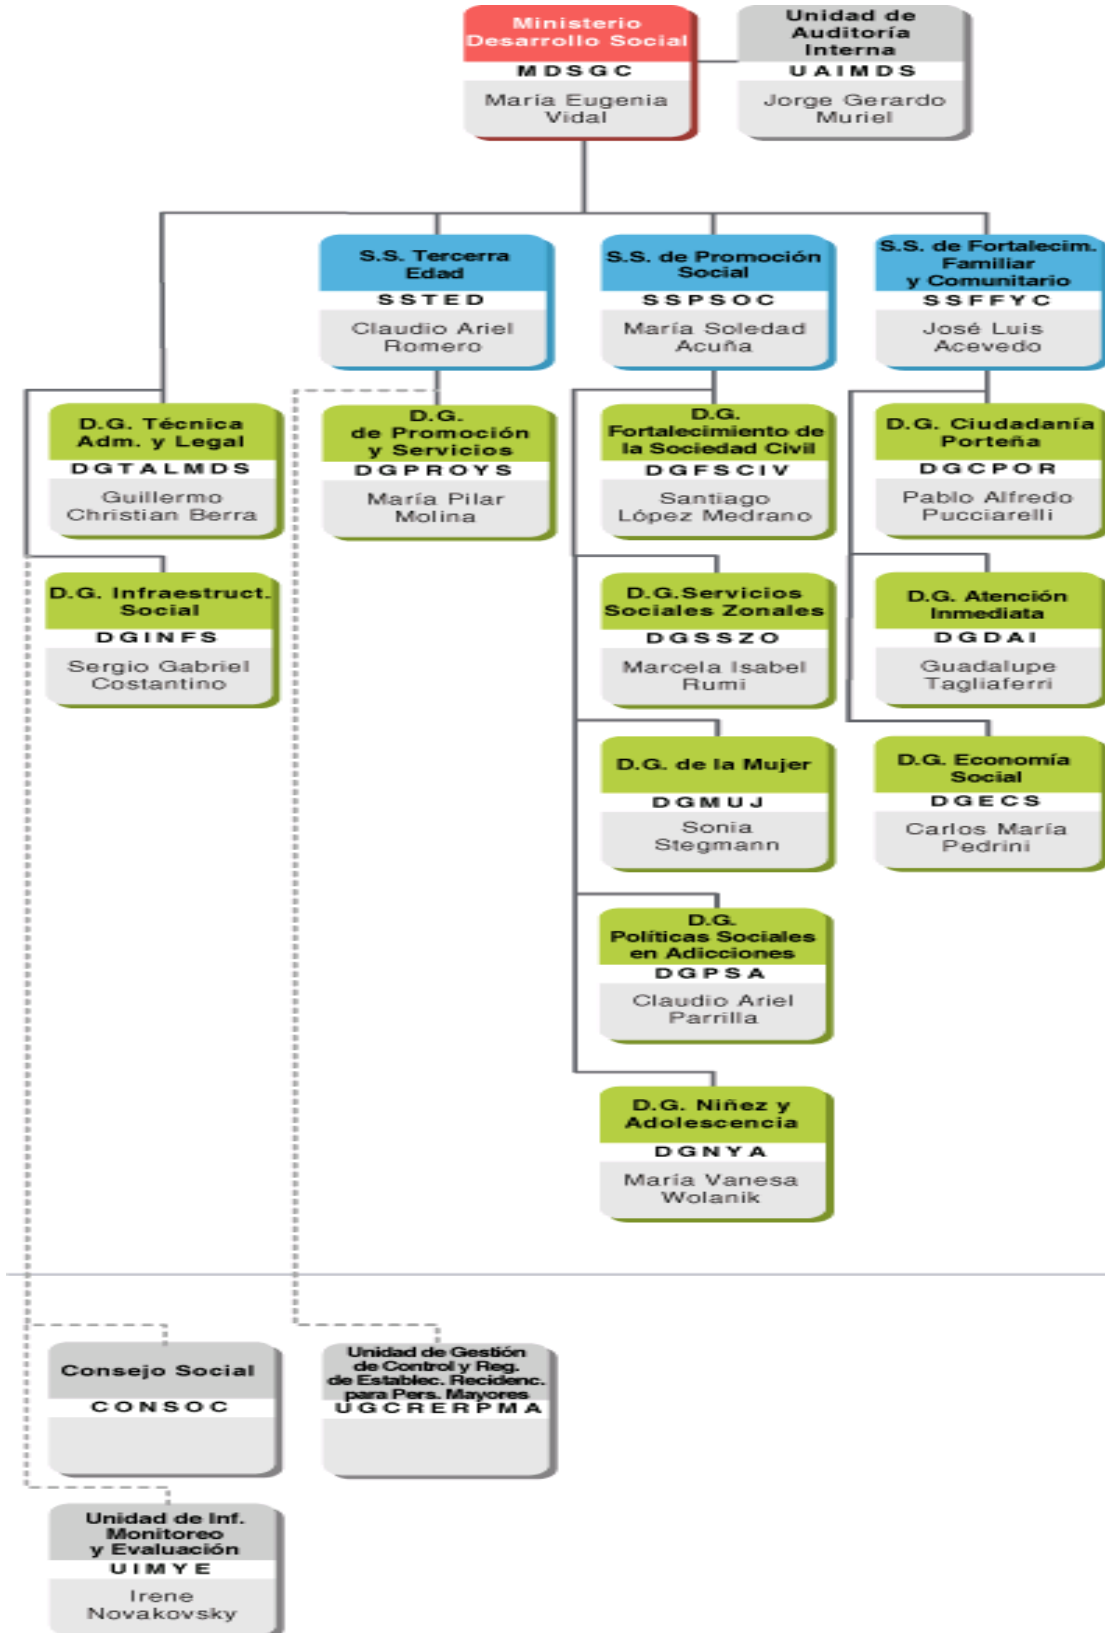 Ministerio
Desarrollo Social
MDSGC
María Eugenia
Vidal
Unidad de
Auditoría
Interna
UAIMDS
Jorge Gerardo
Muriel
S.S. Tercerra
Edad
SSTED
Claudio Ariel
Romero
S.S. de Promoción
Social
SSPSOC
María Soledad
Acuña
S.S. de Fortalecim.
Familiar
y Comunitario
SSFFYC
José Luis
Acevedo
D.G. Técnica
Adm. y Legal
DGTALMDS
Guillermo
Christian Berra
D.G.
de Promoción
y Servicios
DGPROYS
María Pilar
Molina
D.G.
Fortalecimiento de
la Sociedad Civil
DGFSCIV
Santiago
López Medrano
D.G. Ciudadanía
Porteña
DGCPOR
Pablo Alfredo
Pucciarelli
D.G. Infraestruct.
Social
DGINFS
Sergio Gabriel
Costantino
D.G.Servicios
Sociales Zonales
DGSSZO
Marcela Isabel
Rumi
D.G. Atención
Inmediata
DGDAI
Guadalupe
Tagliaferri
D.G. de la Mujer
DGMUJ
Sonia
Stegmann
D.G. Economía
Social
DGECS
Carlos María
Pedrini
D.G.
Políticas Sociales
en Adicciones
DGPSA
Claudio Ariel
Parrilla
D.G. Niñez y
Adolescencia
DGNYA
María Vanesa
Wolanik
Consejo Social
CONSOC
Unidad de Gestión
de Control y Reg.
de Establec. Recidenc.
para Pers. Mayores
UGCRERPMA
Unidad de Inf.
Monitoreo
y Evaluación
UIMYE
Irene
Novakovsky